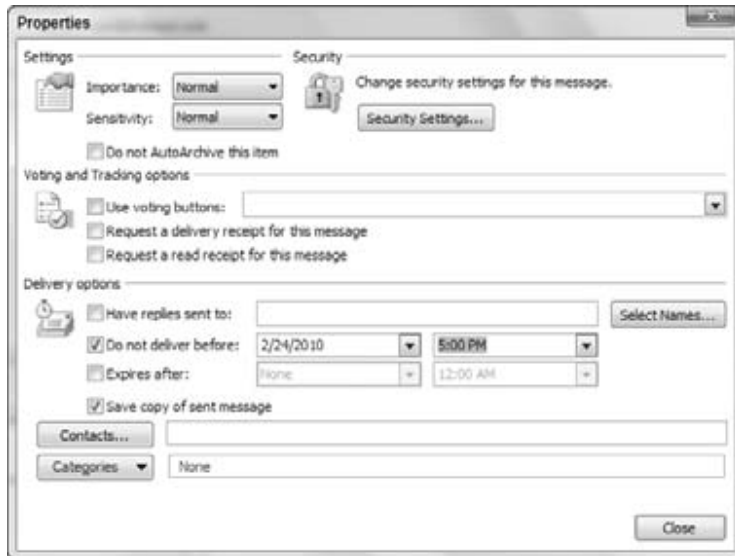 Properties
Settings
Security
Importance: Normal
Change security settings for this message.
Sensitivity: Normal
Security Settings...
Do not AutoArchive this item
Voting and Tracking options
Use voting buttons:
Request a delivery receipt for this message
Request a read receipt for this message
Delivery options
Have replies sent to: Select Names...
Do not deliver before: 2/24/2010 5:00 PM
Expires after: None 12:00 AM
Save copy of sent message
Contacts...
Categories None
Close